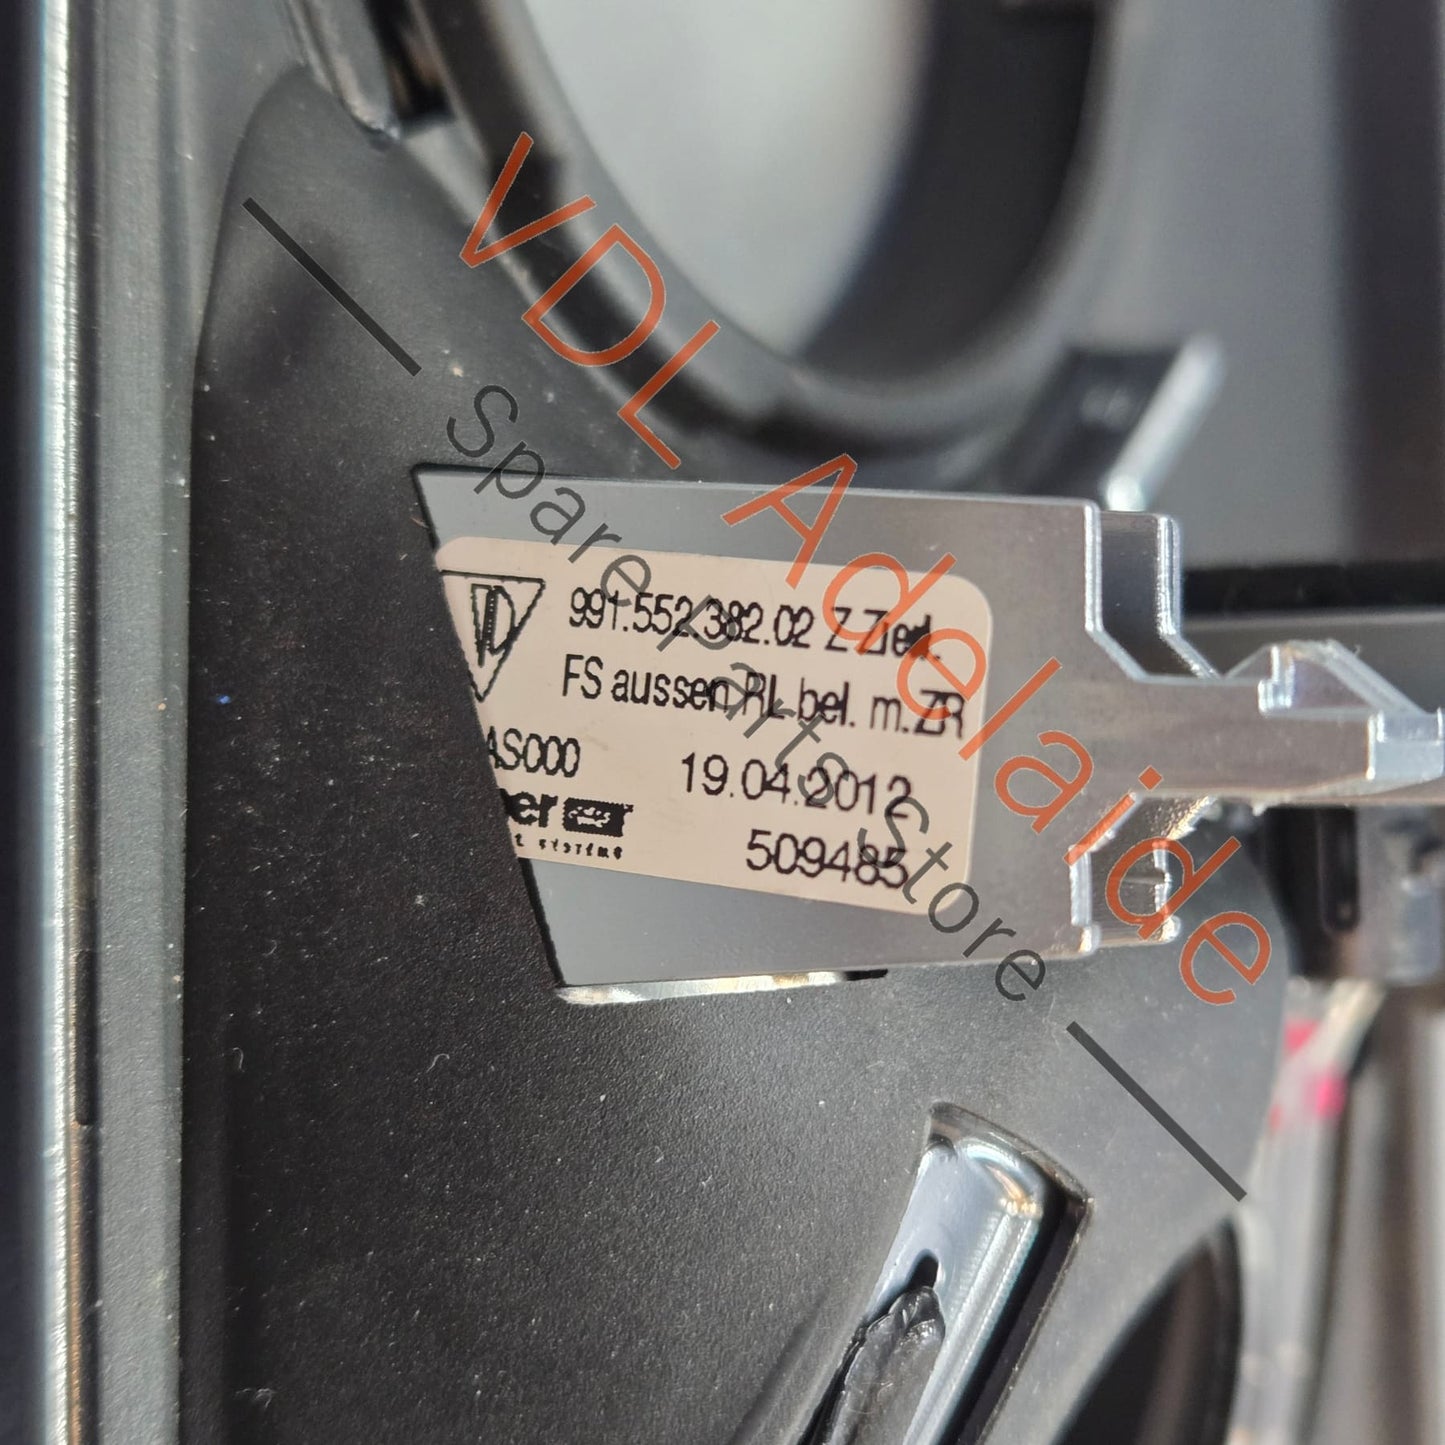 991.552.382.02 Z Zierl.
FS aussen RL bel. m.ZR
AS000 19.04.2012
509485
VDL Adelaide
Spare Parts Store